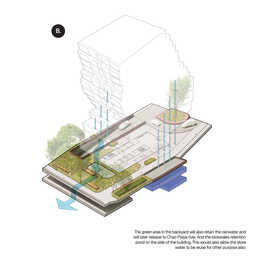 B.
The green area in the backyard will also retain the rainwater and
will later release to Chao Praya river. And the bioswales retention
pond on the side of the building. This would also allow the store
water to be reuse for other purpose also.